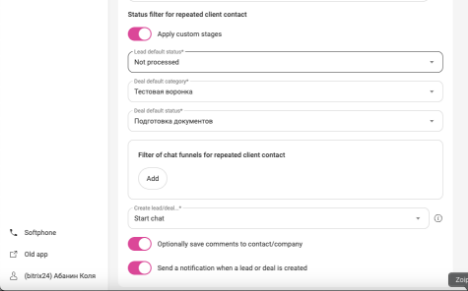 Status filter for repeated client contact
Apply custom stages
Lead default status*
Not processed
Deal default category*
Тестовая воронка
Deal default status*
Подготовка документов
Filter of chat funnels for repeated client contact
Add
Create lead/deal...*
Start chat
Optionally save comments to contact/company
Send a notification when a lead or deal is created
Softphone
Old app
(bitrix24) Абанин Коля